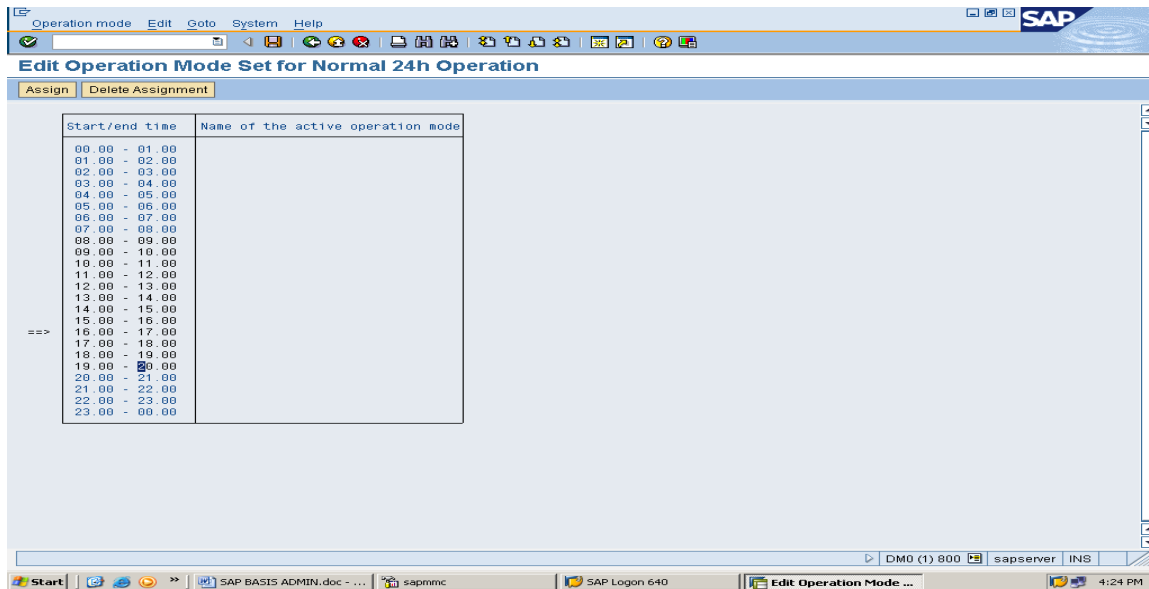 Operation mode Edit Goto System Help
SAP
Edit Operation Mode Set for Normal 24h Operation
Assign Delete Assignment
Start/end time Name of the active operation mode
00.00 - 01.00
01.00 - 02.00
02.00 - 03.00
03.00 - 04.00
04.00 - 05.00
05.00 - 06.00
06.00 - 07.00
07.00 - 08.00
08.00 - 09.00
09.00 - 10.00
10.00 - 11.00
11.00 - 12.00
12.00 - 13.00
13.00 - 14.00
14.00 - 15.00
15.00 - 16.00
==> 16.00 - 17.00
17.00 - 18.00
18.00 - 19.00
19.00 - 20.00
20.00 - 21.00
21.00 - 22.00
22.00 - 23.00
23.00 - 00.00
DM0 (1) 800 sapserver INS
Start » SAP BASIS ADMIN.doc - ... sapmmc SAP Logon 640 Edit Operation Mode ... 4:24 PM